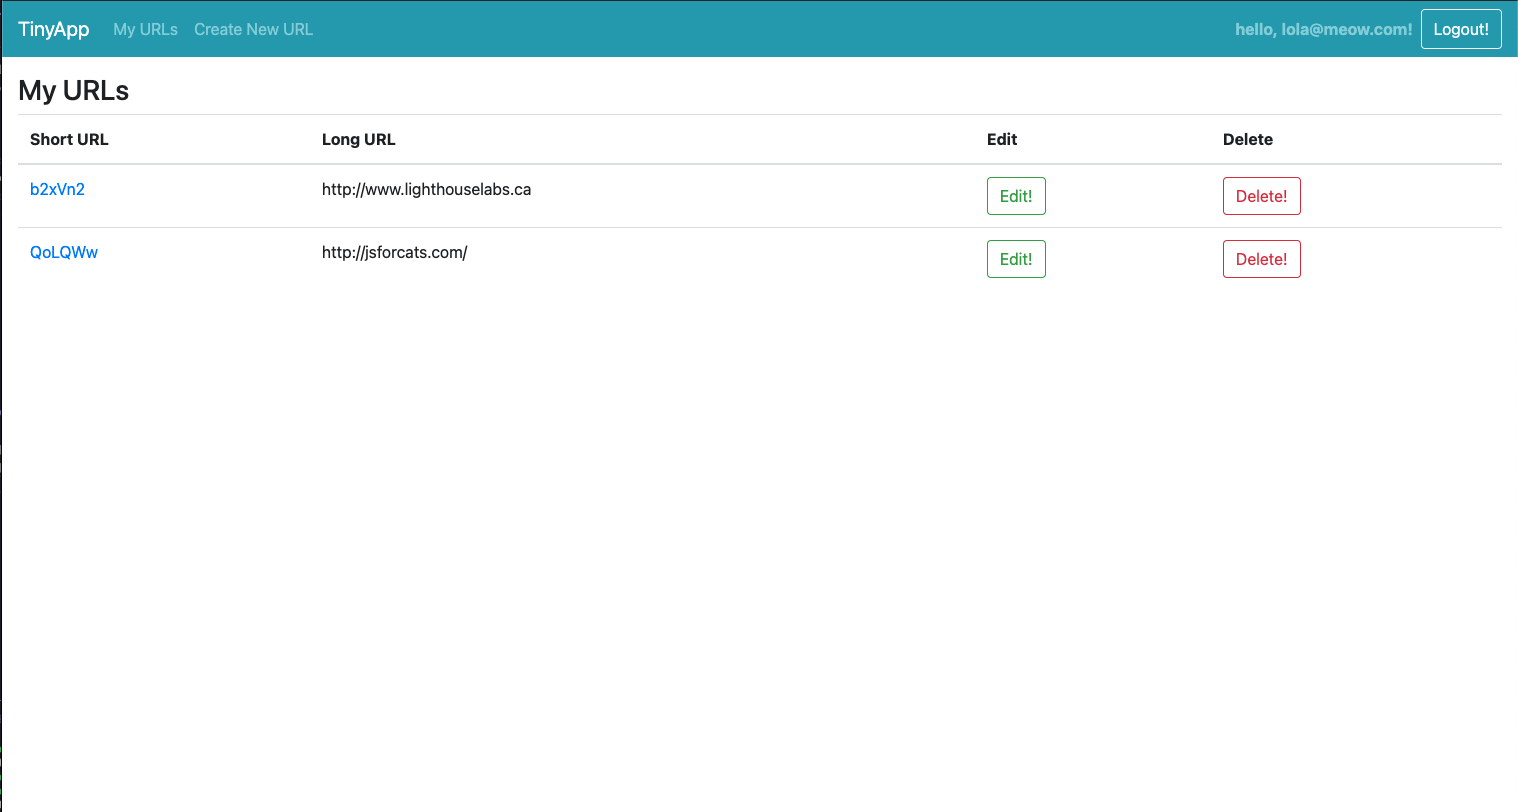 TinyApp My URLs Create New URL hello, lola@meow.com! Logout!
My URLs
Short URL Long URL Edit Delete
b2xVn2 http://www.lighthouselabs.ca Edit! Delete!
QoLQWw http://jsforcats.com/ Edit! Delete!